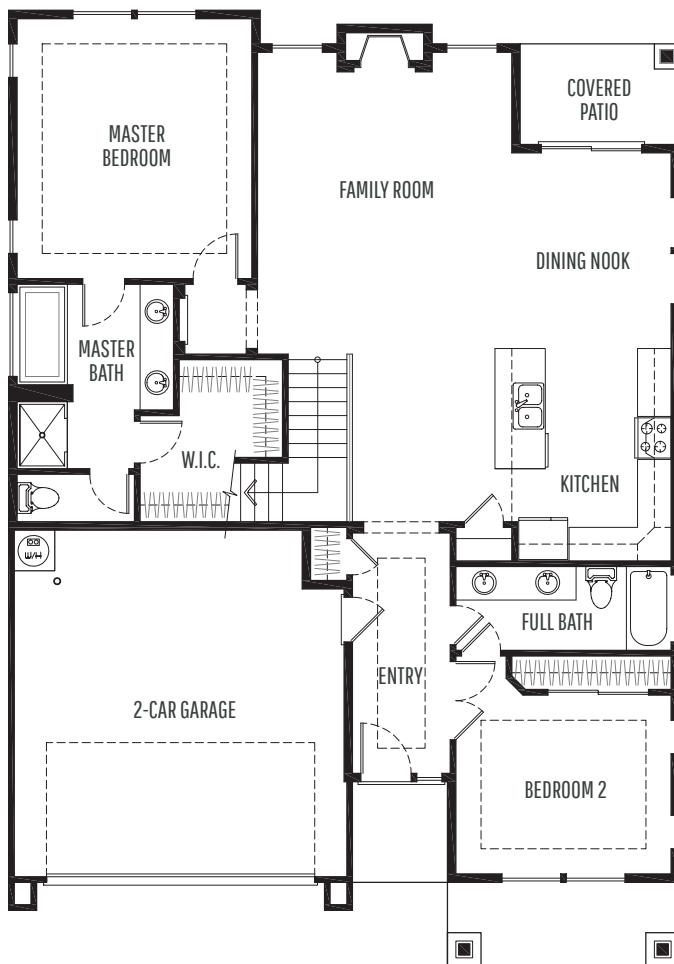 COVERED
PATIO
MASTER
BEDROOM
FAMILY ROOM
DINING NOOK
MASTER
BATH
W.I.C.
KITCHEN
W/H
FULL BATH
ENTRY
2-CAR GARAGE
BEDROOM 2